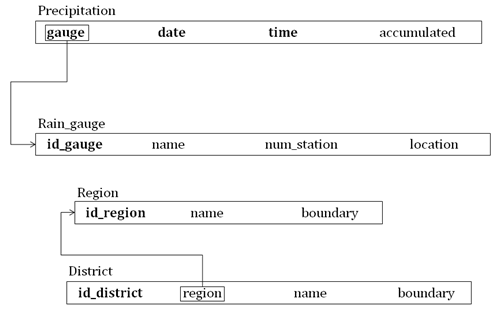 Precipitation
gauge date time accumulated
Rain_gauge
id_gauge name num_station location
Region
id_region name boundary
District
id_district region name boundary